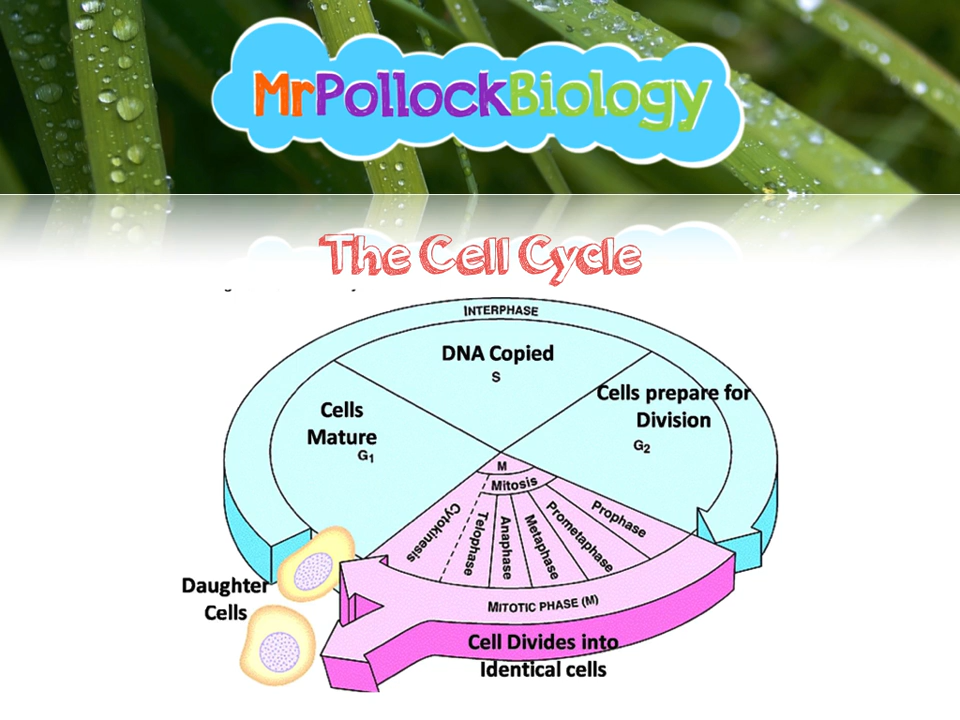 MrPollockBiology
The Cell Cycle
INTERPHASE
DNA Copied
S
Cells prepare for
Division
G2
Cells
Mature
G1
M
Mitosis
Cytokinesis
Telophase
Anaphase
Metaphase
Prometaphase
Prophase
MITOTIC PHASE (M)
Daughter
Cells
Cell Divides into
Identical cells